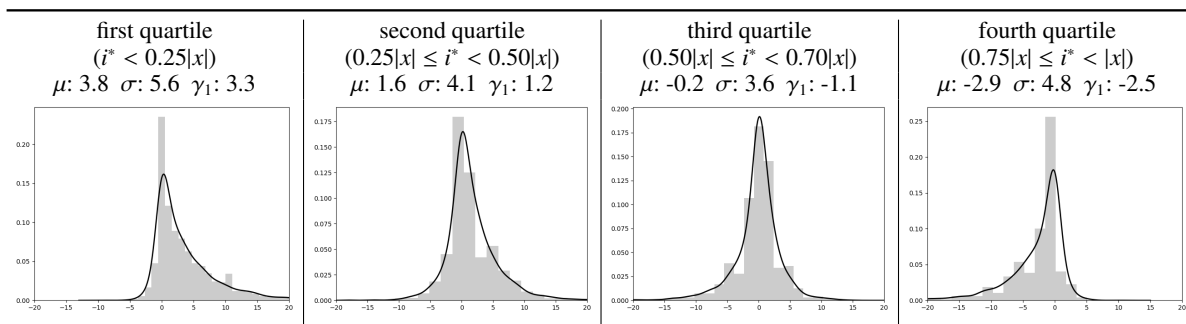 first quartile
(i* < 0.25|x|)
μ: 3.8 σ: 5.6 γ₁: 3.3
second quartile
(0.25|x| ≤ i* < 0.50|x|)
μ: 1.6 σ: 4.1 γ₁: 1.2
third quartile
(0.50|x| ≤ i* < 0.70|x|)
μ: -0.2 σ: 3.6 γ₁: -1.1
fourth quartile
(0.75|x| ≤ i* < |x|)
μ: -2.9 σ: 4.8 γ₁: -2.5
0.20
0.15
0.10
0.05
0.00
−20 −15 −10 −5 0 5 10 15 20
0.175
0.150
0.125
0.100
0.075
0.050
0.025
0.000
−20 −15 −10 −5 0 5 10 15 20
0.200
0.175
0.150
0.125
0.100
0.075
0.050
0.025
0.000
−20 −15 −10 −5 0 5 10 15 20
0.25
0.20
0.15
0.10
0.05
0.00
−20 −15 −10 −5 0 5 10 15 20